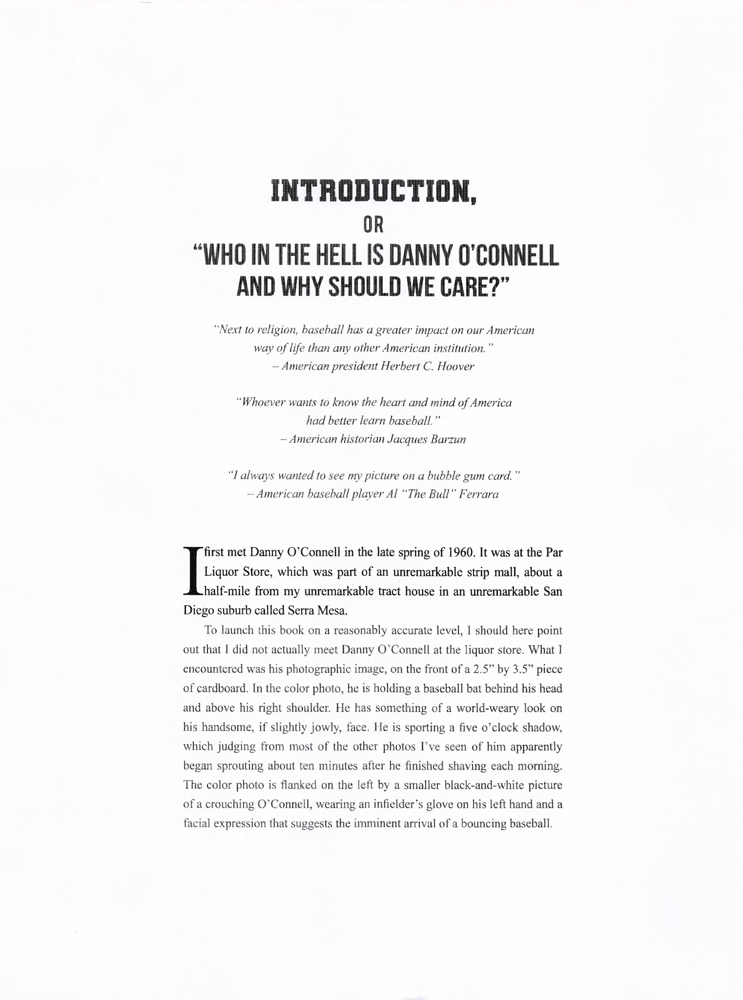 INTRODUCTION,
OR
“WHO IN THE HELL IS DANNY O’CONNELL
AND WHY SHOULD WE CARE?”
“Next to religion, baseball has a greater impact on our American
way of life than any other American institution.”
– American president Herbert C. Hoover
“Whoever wants to know the heart and mind of America
had better learn baseball.”
– American historian Jacques Barzun
“I always wanted to see my picture on a bubble gum card.”
– American baseball player Al “The Bull” Ferrara
I first met Danny O’Connell in the late spring of 1960. It was at the Par
Liquor Store, which was part of an unremarkable strip mall, about a
half-mile from my unremarkable tract house in an unremarkable San
Diego suburb called Serra Mesa.
To launch this book on a reasonably accurate level, I should here point
out that I did not actually meet Danny O’Connell at the liquor store. What I
encountered was his photographic image, on the front of a 2.5” by 3.5” piece
of cardboard. In the color photo, he is holding a baseball bat behind his head
and above his right shoulder. He has something of a world-weary look on
his handsome, if slightly jowly, face. He is sporting a five o’clock shadow,
which judging from most of the other photos I’ve seen of him apparently
began sprouting about ten minutes after he finished shaving each morning.
The color photo is flanked on the left by a smaller black-and-white picture
of a crouching O’Connell, wearing an infielder’s glove on his left hand and a
facial expression that suggests the imminent arrival of a bouncing baseball.